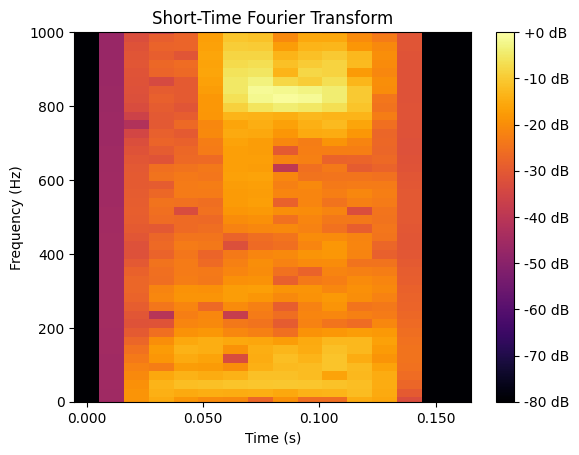 Short-Time Fourier Transform
Frequency (Hz)
1000
800
600
400
200
0
0.000
0.050
0.100
0.150
Time (s)
+0 dB
-10 dB
-20 dB
-30 dB
-40 dB
-50 dB
-60 dB
-70 dB
-80 dB